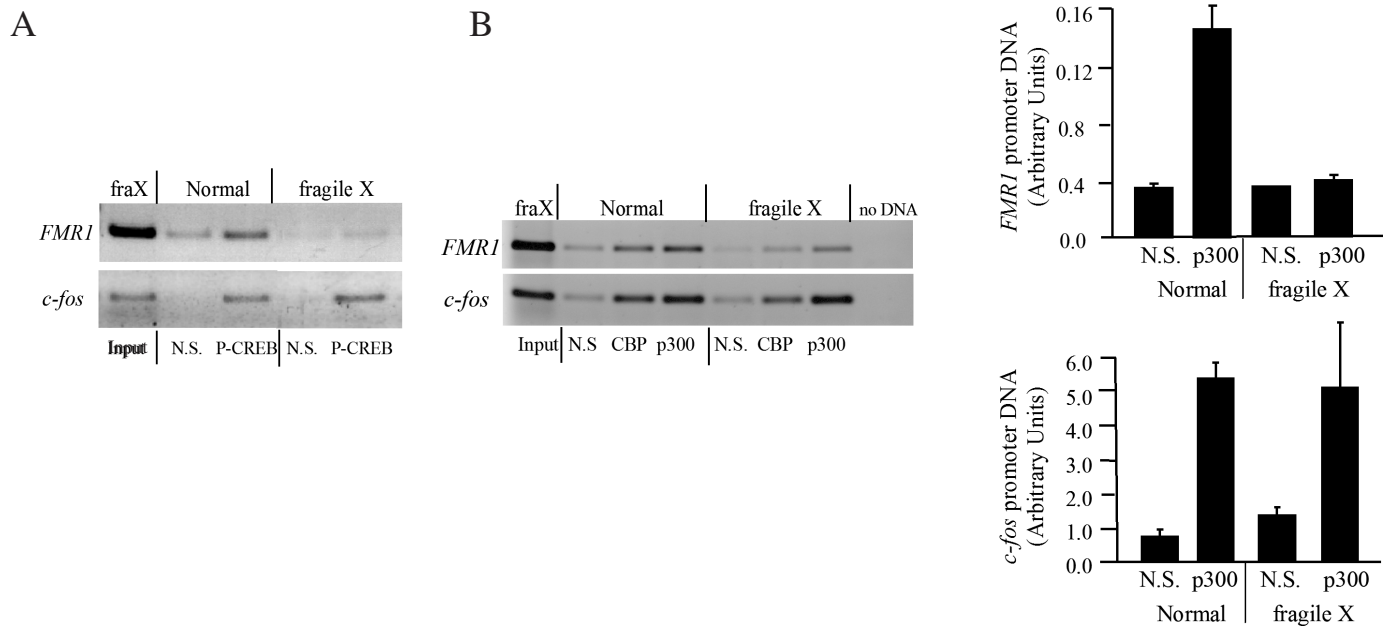 A
B
fraX Normal fragile X
FMR1
c-fos
Input N.S. P-CREB N.S. P-CREB
fraX Normal fragile X no DNA
FMR1
c-fos
Input N.S CBP p300 N.S. CBP p300
FMR1 promoter DNA
(Arbitrary Units)
0.16
0.12
0.8
0.4
0.0
N.S. p300 N.S. p300
Normal fragile X
c-fos promoter DNA
(Arbitrary Units)
6.0
5.0
4.0
3.0
2.0
1.0
0.0
N.S. p300 N.S. p300
Normal fragile X